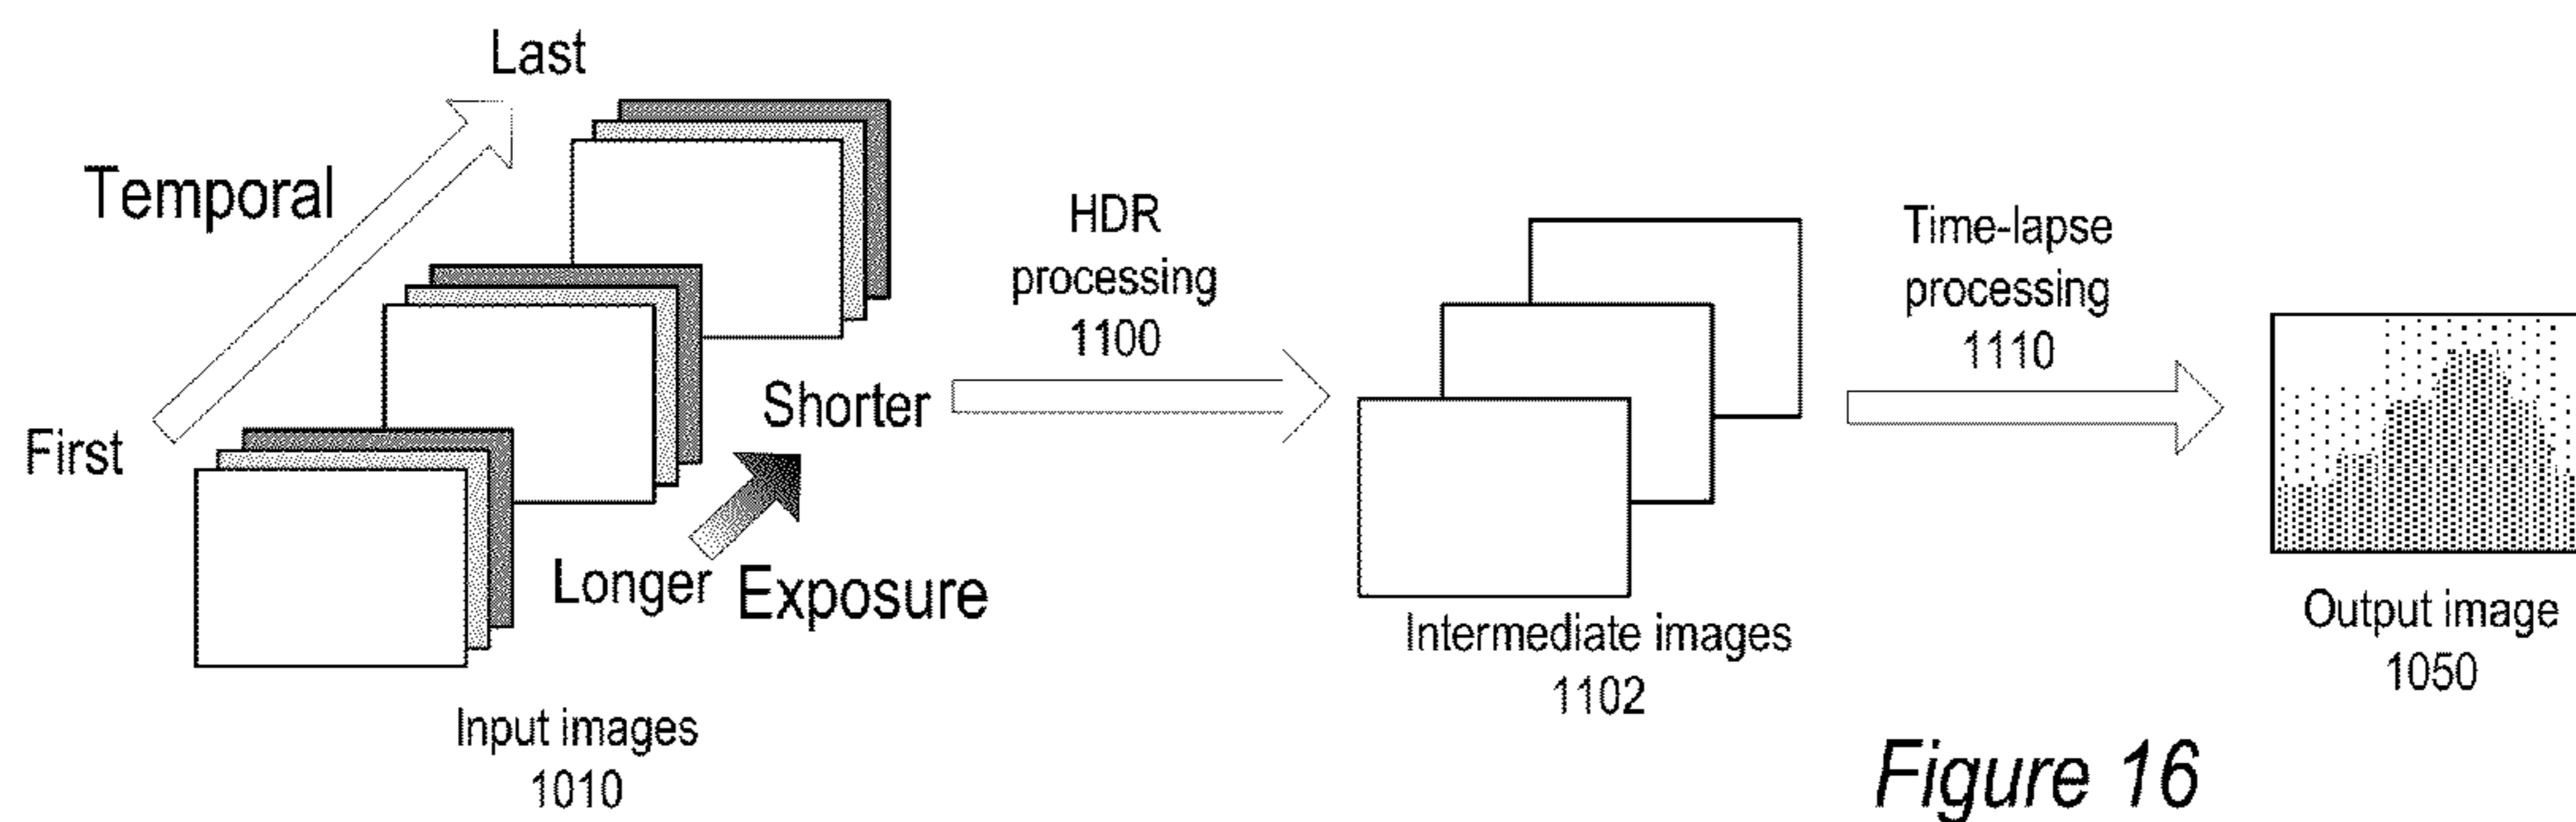 Last
Temporal
First
Shorter
Longer
Exposure
Input images
1010
HDR
processing
1100
Intermediate images
1102
Time-lapse
processing
1110
Output image
1050
Figure 16